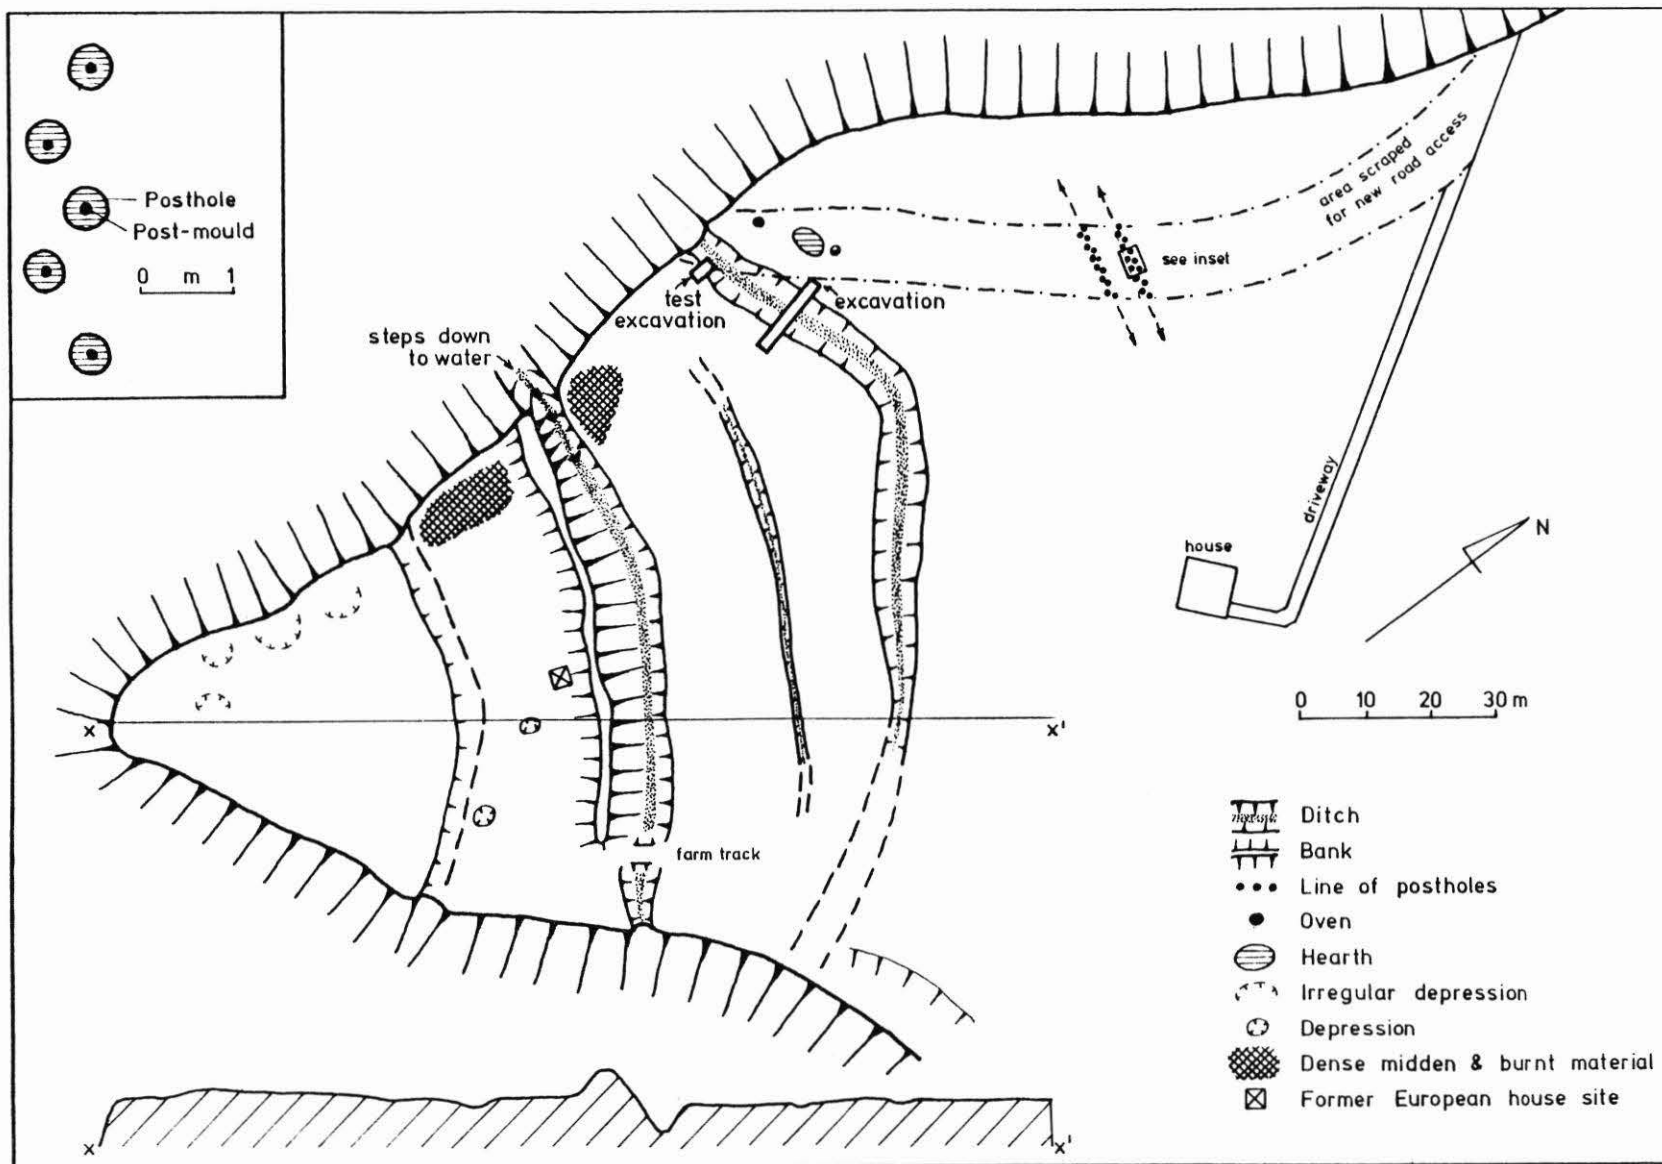 Posthole
Post-mould
0 m 1
steps down
to water
test
excavation
excavation
see inset
area scraped
for new road access
driveway
house
N
0 10 20 30 m
X
X'
farm track
Ditch
Bank
Line of postholes
Oven
Hearth
Irregular depression
Depression
Dense midden & burnt material
Former European house site
X
X'